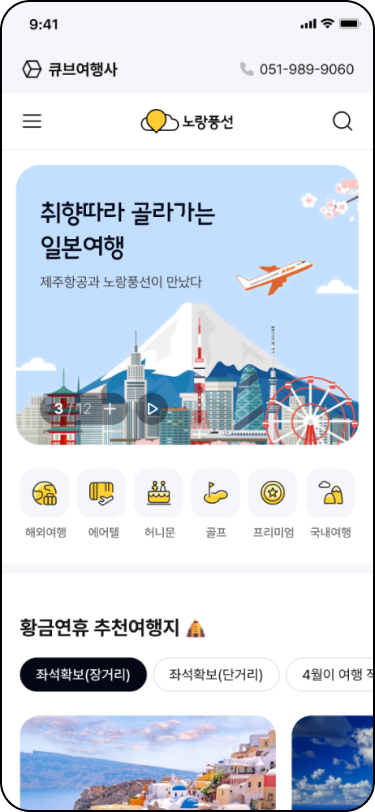 9:41
큐브여행사
051-989-9060
노랑풍선
취향따라 골라가는
일본여행
제주항공과 노랑풍선이 만났다
3 / 12
해외여행 에어텔 허니문 골프 프리미엄 국내여행
황금연휴 추천여행지
좌석확보(장거리) 좌석확보(단거리) 4월이 여행